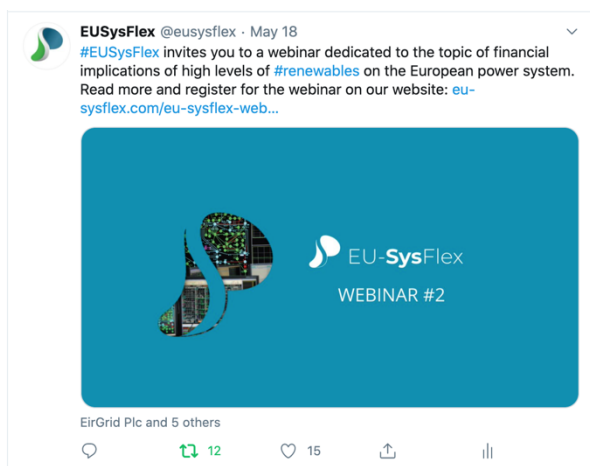 EUSysFlex @eusysflex · May 18
#EUSysFlex invites you to a webinar dedicated to the topic of financial
implications of high levels of #renewables on the European power system.
Read more and register for the webinar on our website: eu-
sysflex.com/eu-sysflex-web...
EU-SysFlex
WEBINAR #2
EirGrid Plc and 5 others
12
15